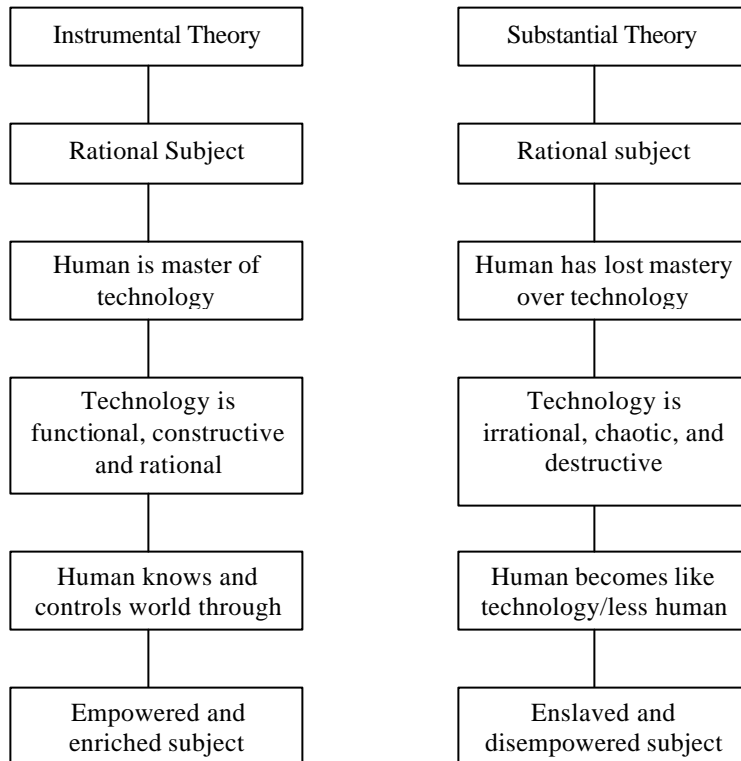 Instrumental Theory
Rational Subject
Human is master of
technology
Technology is
functional, constructive
and rational
Human knows and
controls world through
Empowered and
enriched subject
Substantial Theory
Rational subject
Human has lost mastery
over technology
Technology is
irrational, chaotic, and
destructive
Human becomes like
technology/less human
Enslaved and
disempowered subject